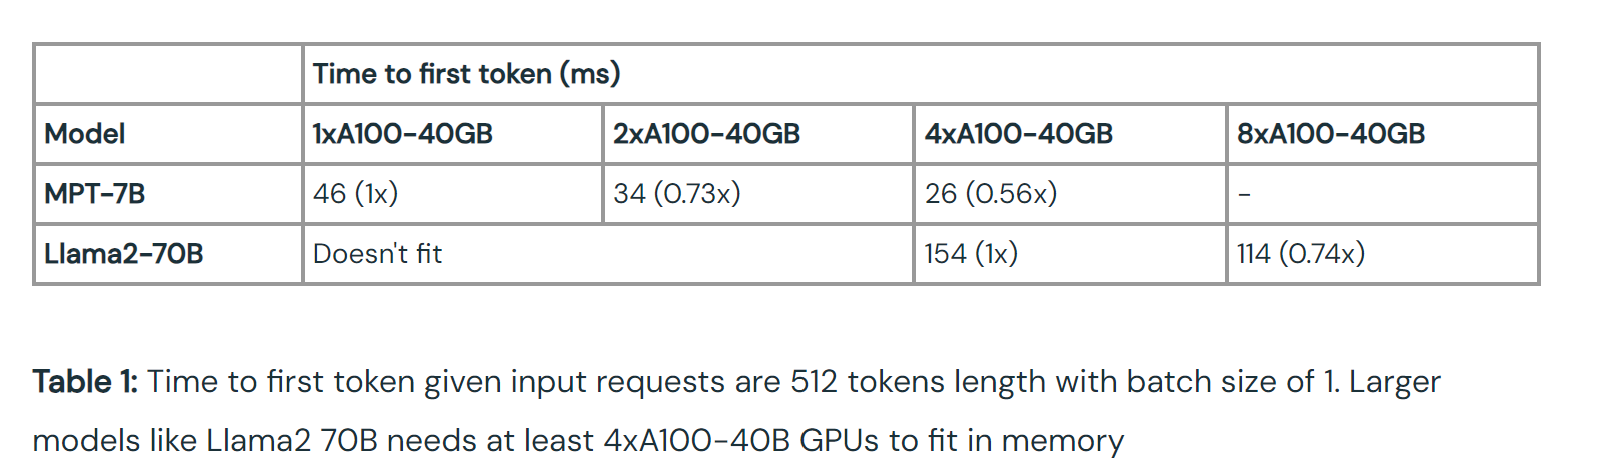 Time to first token (ms)
Model 1xA100-40GB 2xA100-40GB 4xA100-40GB 8xA100-40GB
MPT-7B 46 (1x) 34 (0.73x) 26 (0.56x) -
Llama2-70B Doesn't fit 154 (1x) 114 (0.74x)
Table 1: Time to first token given input requests are 512 tokens length with batch size of 1. Larger
models like Llama2 70B needs at least 4xA100-40B GPUs to fit in memory